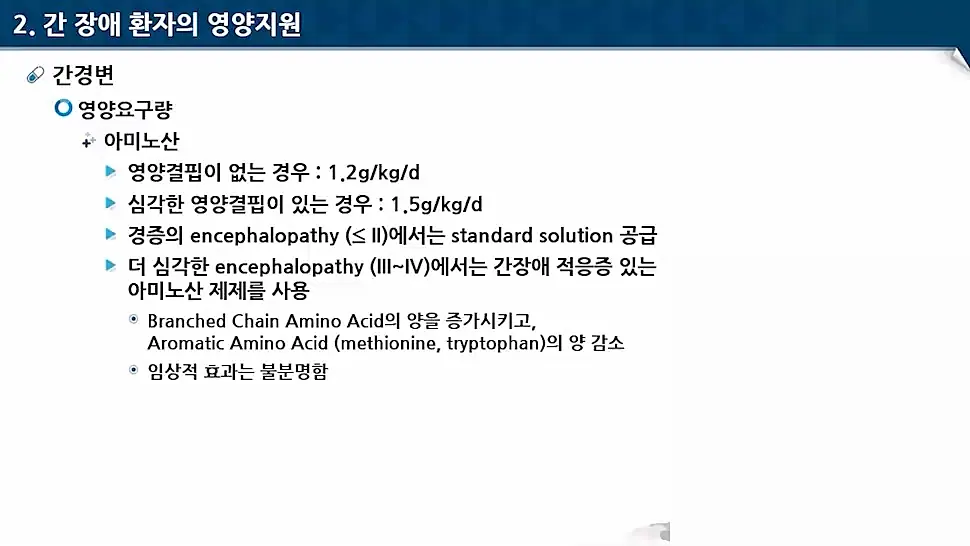 2. 간 장애 환자의 영양지원
간경변
영양요구량
아미노산
영양결핍이 없는 경우 : 1.2g/kg/d
심각한 영양결핍이 있는 경우 : 1.5g/kg/d
경증의 encephalopathy (≤ II)에서는 standard solution 공급
더 심각한 encephalopathy (III~IV)에서는 간장애 적응증 있는
아미노산 제제를 사용
Branched Chain Amino Acid의 양을 증가시키고,
Aromatic Amino Acid (methionine, tryptophan)의 양 감소
임상적 효과는 불분명함